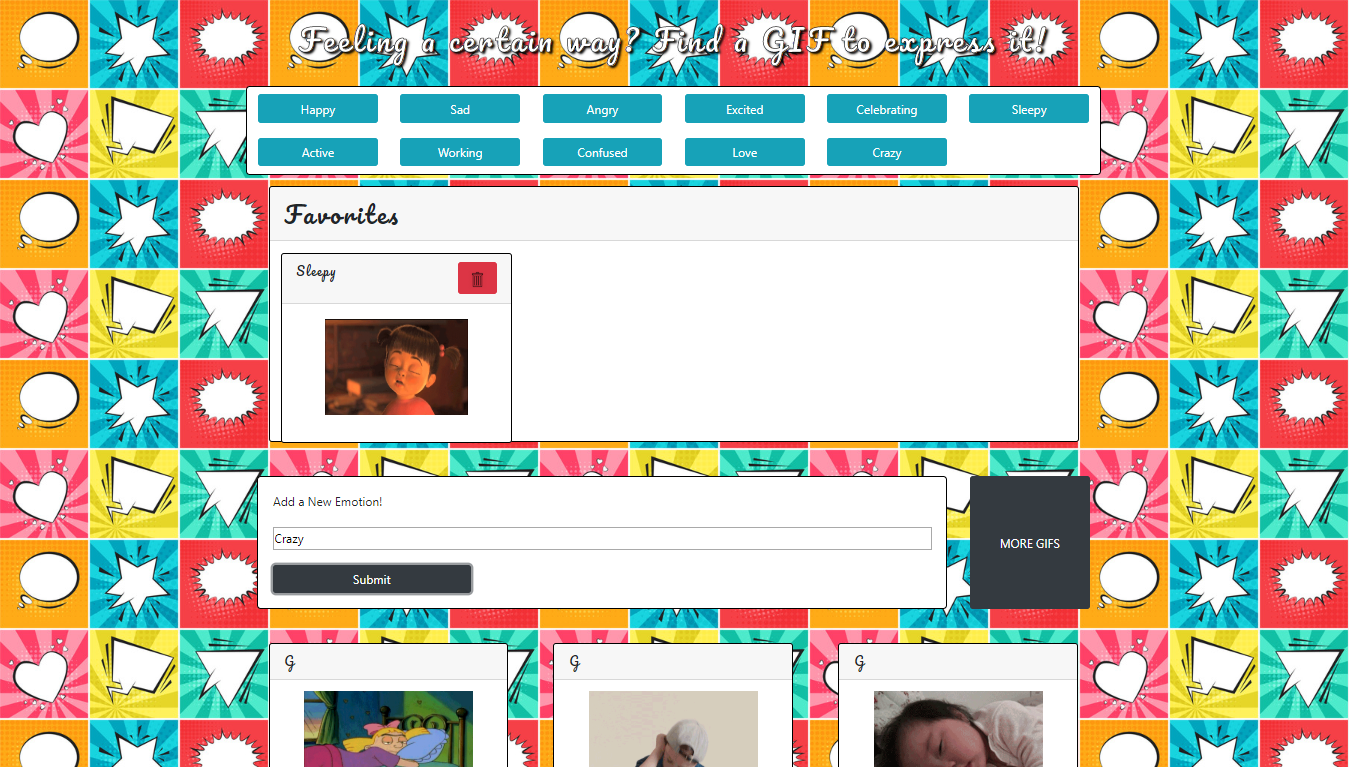 Feeling a certain way? Find a GIF to express it!
Happy Sad Angry Excited Celebrating Sleepy
Active Working Confused Love Crazy
Favorites
Sleepy
Add a New Emotion!
Crazy
MORE GIFS
Submit
G G G